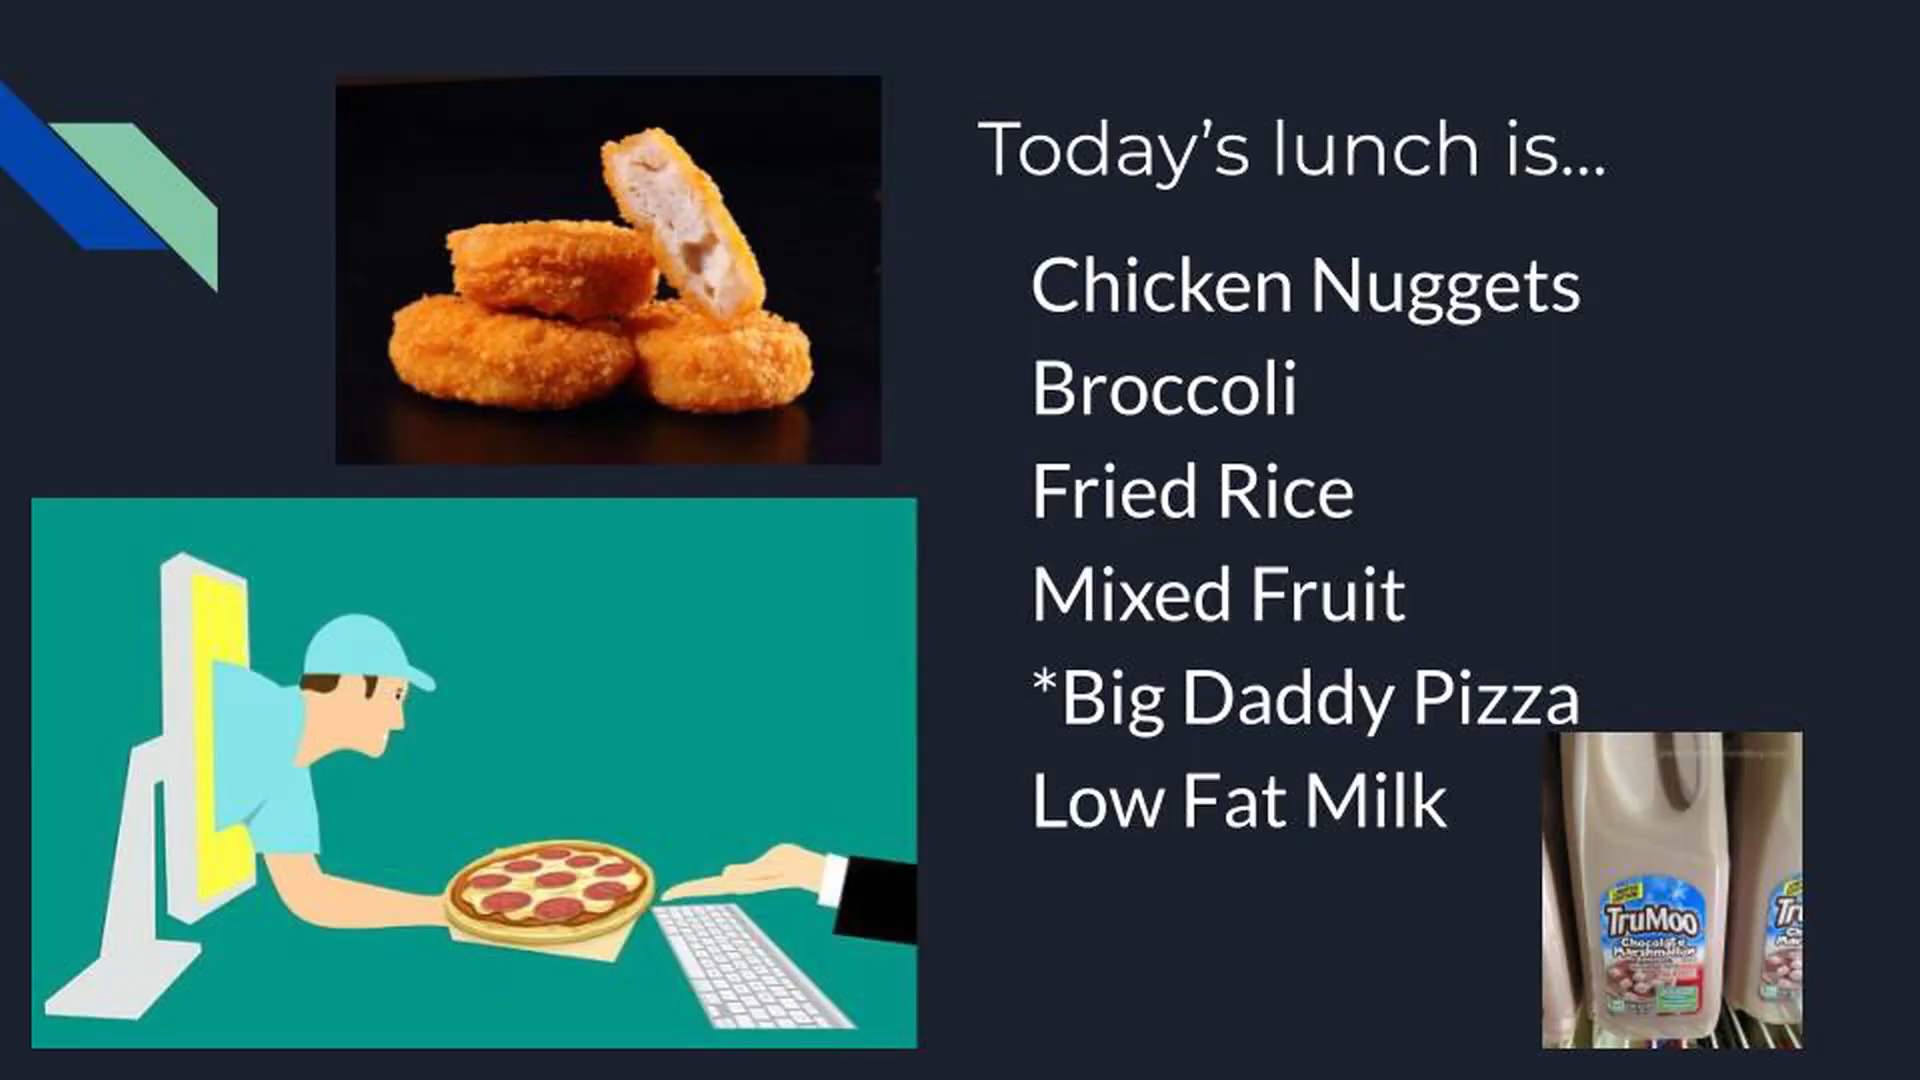 Today's lunch is...
Chicken Nuggets
Broccoli
Fried Rice
Mixed Fruit
*Big Daddy Pizza
Low Fat Milk
TruMoo
Chocolate
Marshmallow